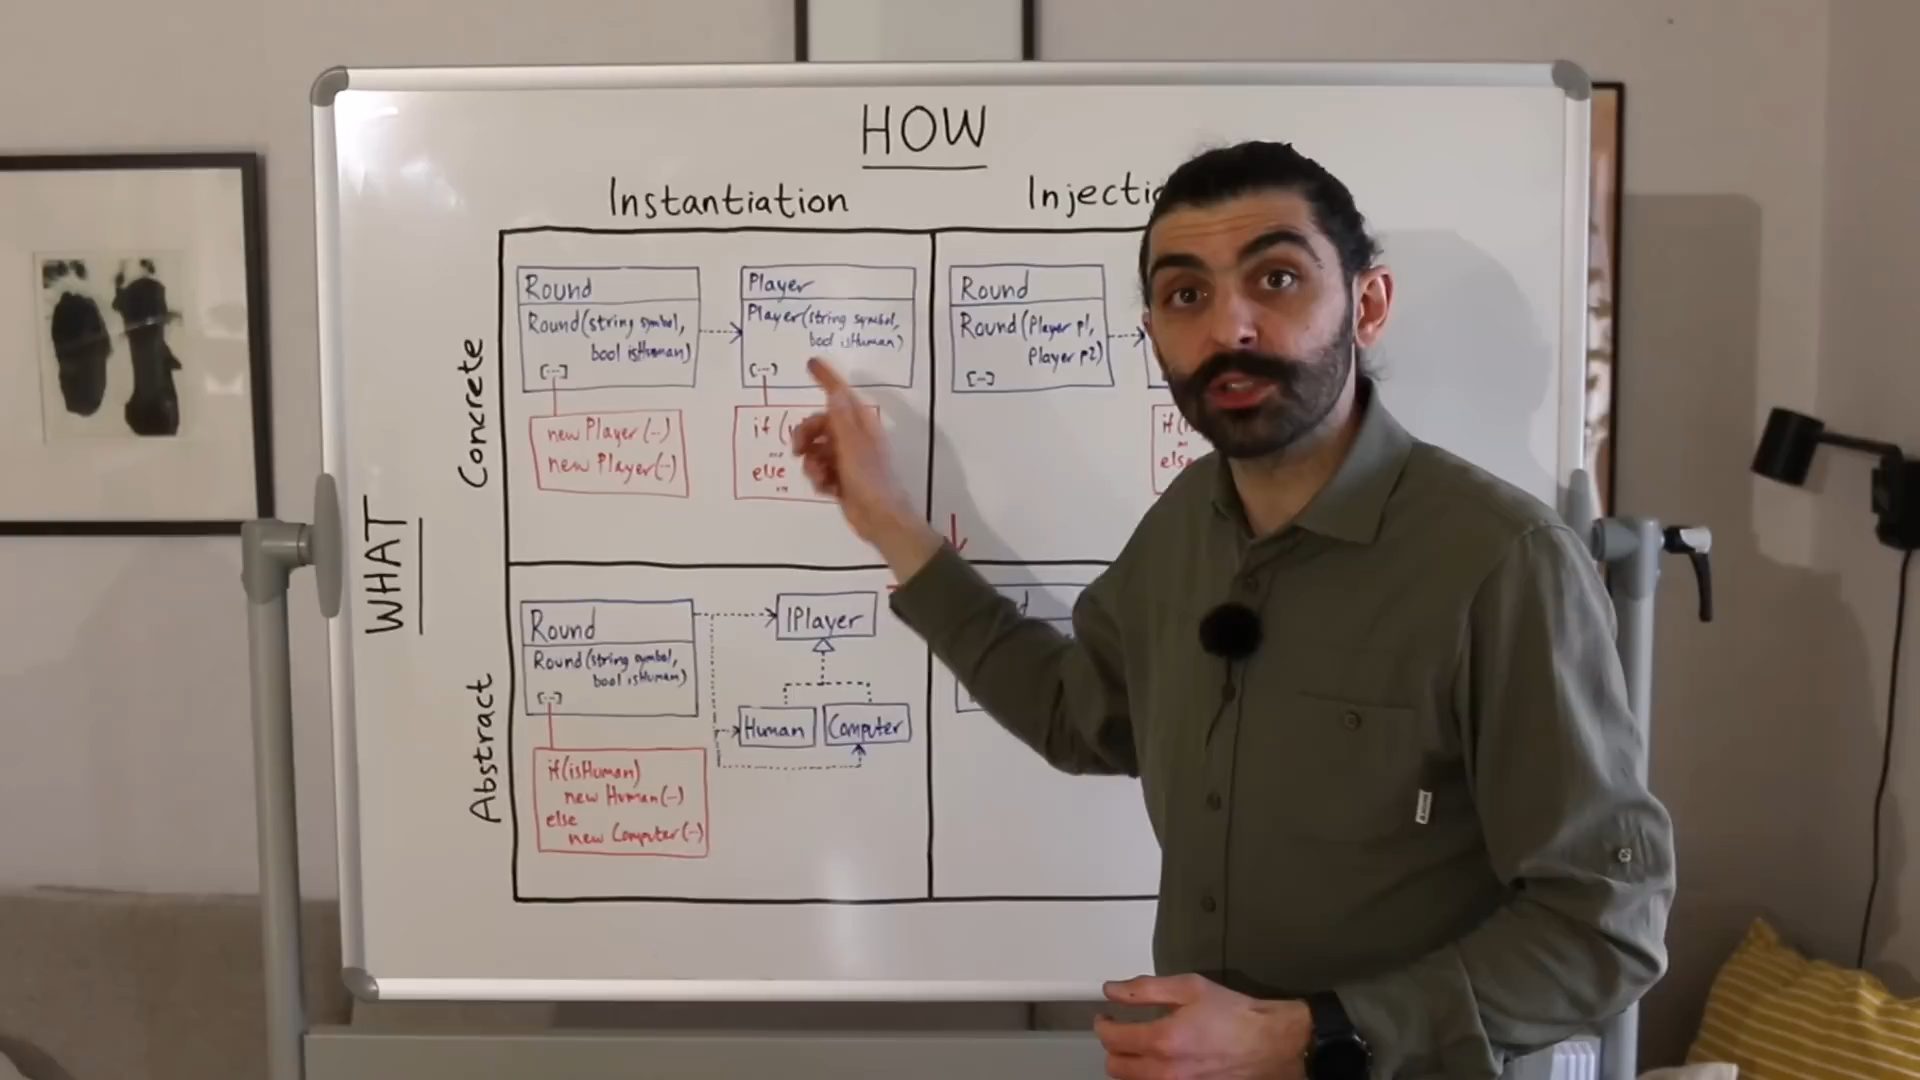 HOW
Instantiation
WHAT
Concrete
Round
Round(string symbol,
bool isHuman)
[...]
new Player(...)
new Player(...)
Player
Player(string symbol,
bool isHuman)
[...]
if (
...
else
...
Round
Round(Player p1,
Player p2)
[...]
if(
...
else
Abstract
Round
Round(string symbol,
bool isHuman)
[...]
if(isHuman)
new Human(...)
else
new Computer(...)
IPlayer
Human
Computer